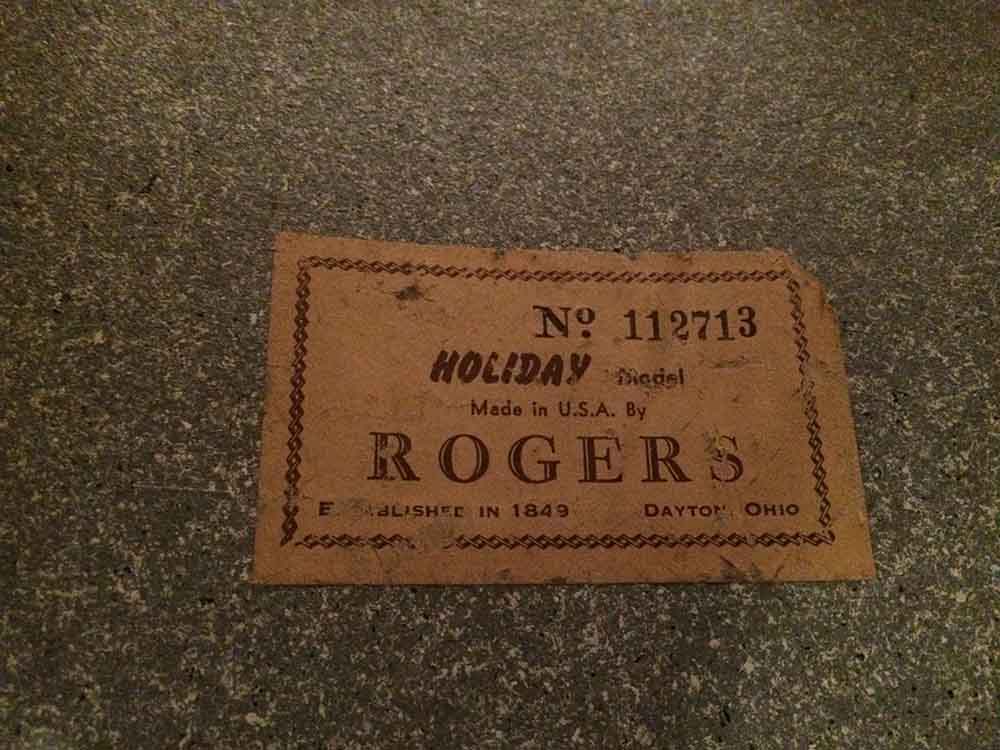 Nº 112713
HOLIDAY Model
Made in U.S.A. By
ROGERS
ESTABLISHED IN 1849 DAYTON, OHIO